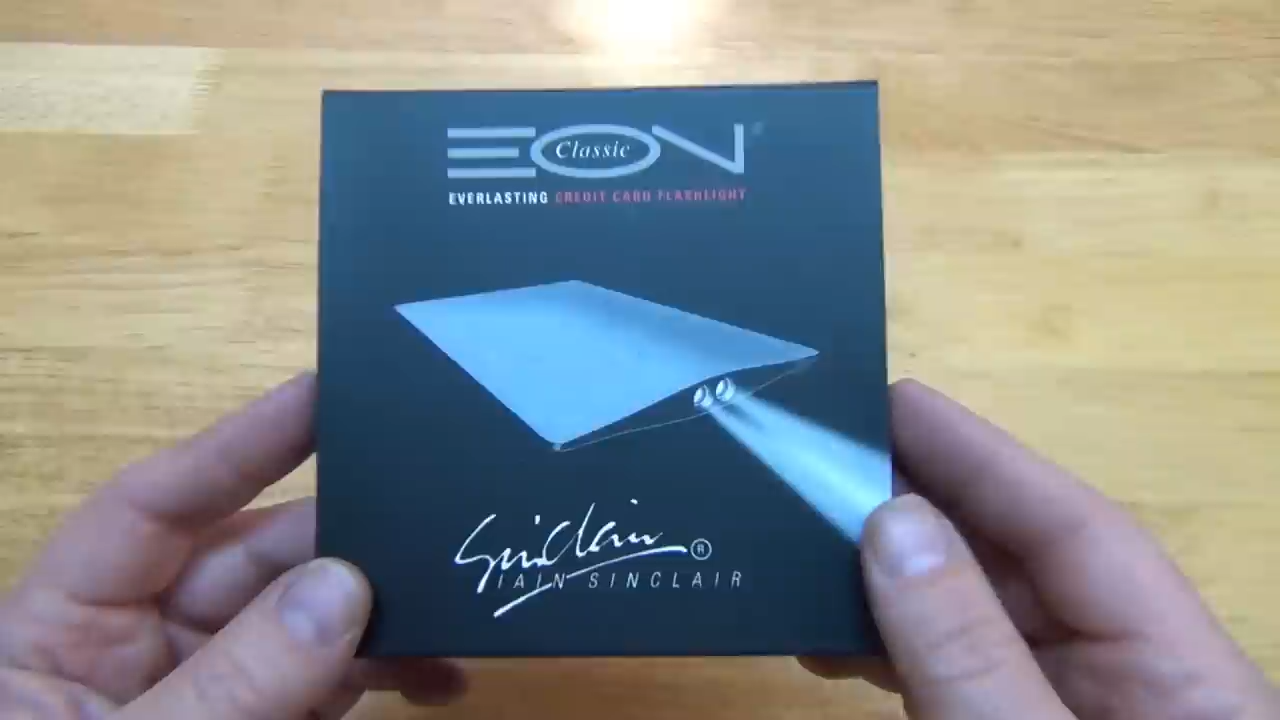 EON
Classic
EVERLASTING CREDIT CARD FLASHLIGHT
Sinclair ®
IAIN SINCLAIR